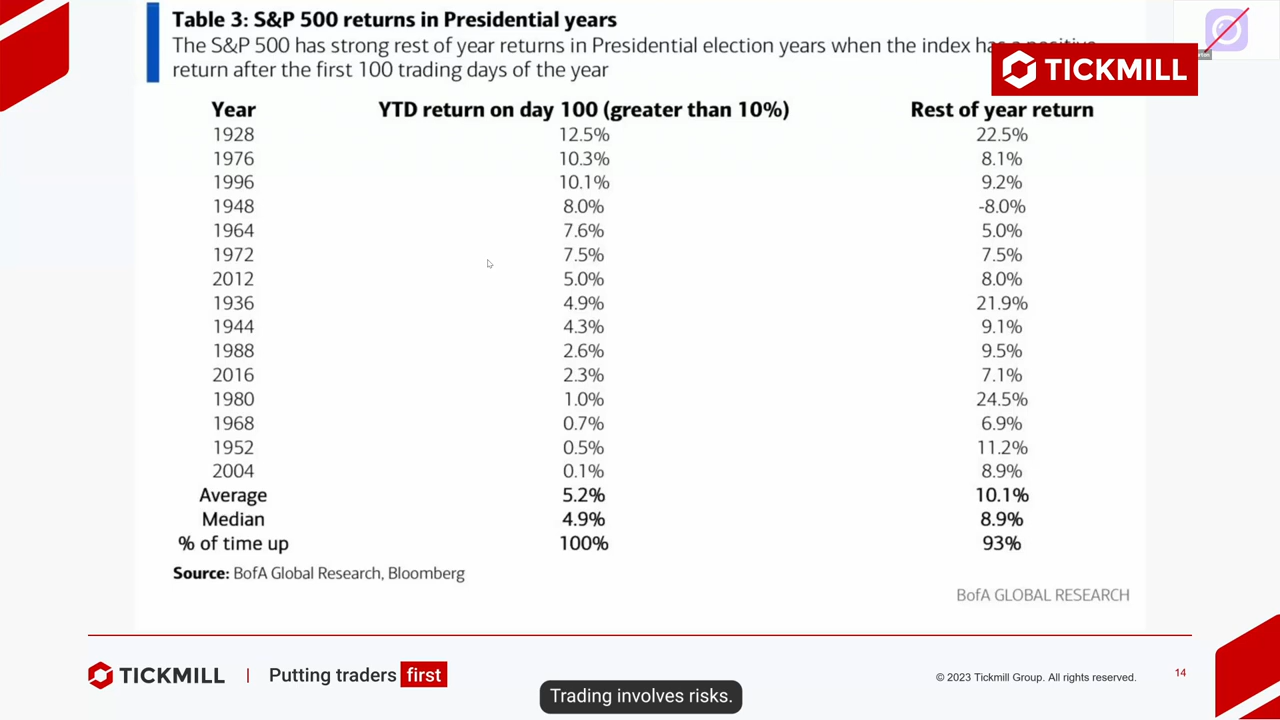 Table 3: S&P 500 returns in Presidential years
The S&P 500 has strong rest of year returns in Presidential election years when the index has a positive
return after the first 100 trading days of the year
TICKMILL
Year YTD return on day 100 (greater than 10%) Rest of year return
1928 12.5% 22.5%
1976 10.3% 8.1%
1996 10.1% 9.2%
1948 8.0% -8.0%
1964 7.6% 5.0%
1972 7.5% 7.5%
2012 5.0% 8.0%
1936 4.9% 21.9%
1944 4.3% 9.1%
1988 2.6% 9.5%
2016 2.3% 7.1%
1980 1.0% 24.5%
1968 0.7% 6.9%
1952 0.5% 11.2%
2004 0.1% 8.9%
Average 5.2% 10.1%
Median 4.9% 8.9%
% of time up 100% 93%
Source: BofA Global Research, Bloomberg
BofA GLOBAL RESEARCH
TICKMILL | Putting traders first
© 2023 Tickmill Group. All rights reserved.
14
Trading involves risks.